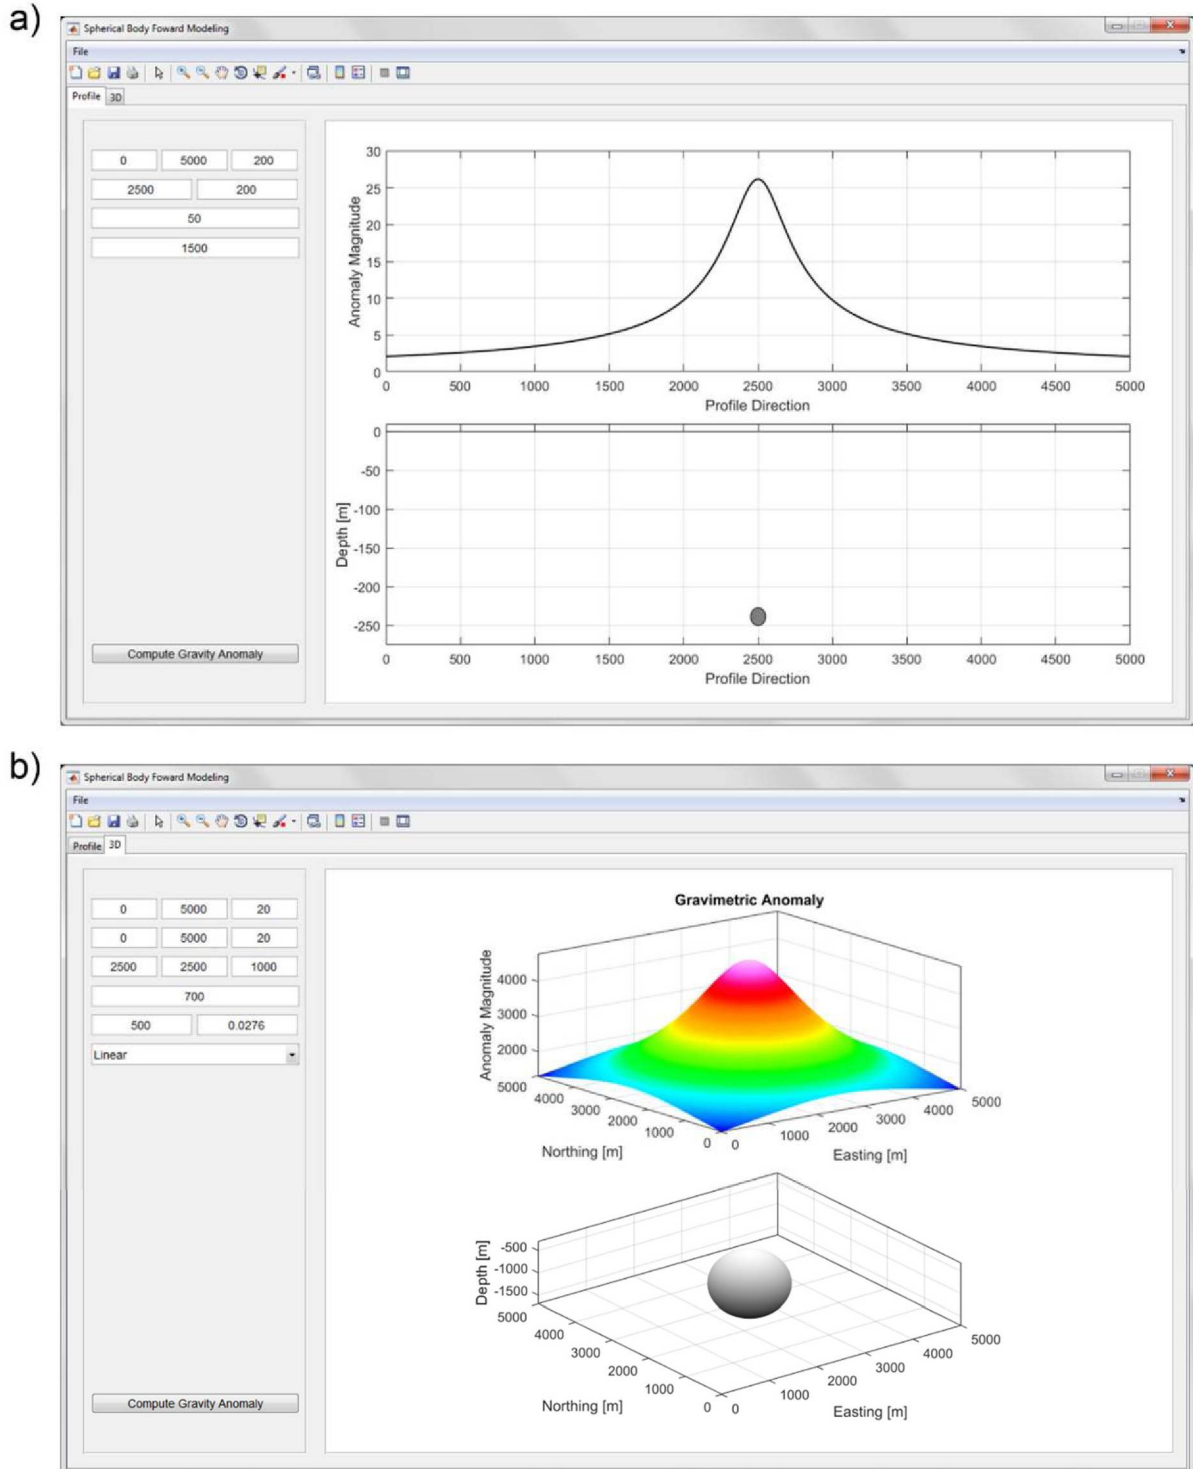 a)
Spherical Body Foward Modeling
File
Profile 3D
0 5000 200
2500 200
50
1500
Compute Gravity Anomaly
30
25
20
15
10
5
0
Anomaly Magnitude
0 500 1000 1500 2000 2500 3000 3500 4000 4500 5000
Profile Direction
0
-50
-100
-150
-200
-250
Depth [m]
0 500 1000 1500 2000 2500 3000 3500 4000 4500 5000
Profile Direction
b)
Spherical Body Foward Modeling
File
Profile 3D
0 5000 20
0 5000 20
2500 2500 1000
700
500 0.0276
Linear
Compute Gravity Anomaly
Gravimetric Anomaly
4000
3000
2000
Anomaly Magnitude
5000 4000 3000 2000 1000 0
Northing [m]
0 1000 2000 3000 4000 5000
Easting [m]
-500
-1000
-1500
Depth [m]
5000 4000 3000 2000 1000 0
Northing [m]
0 1000 2000 3000 4000 5000
Easting [m]